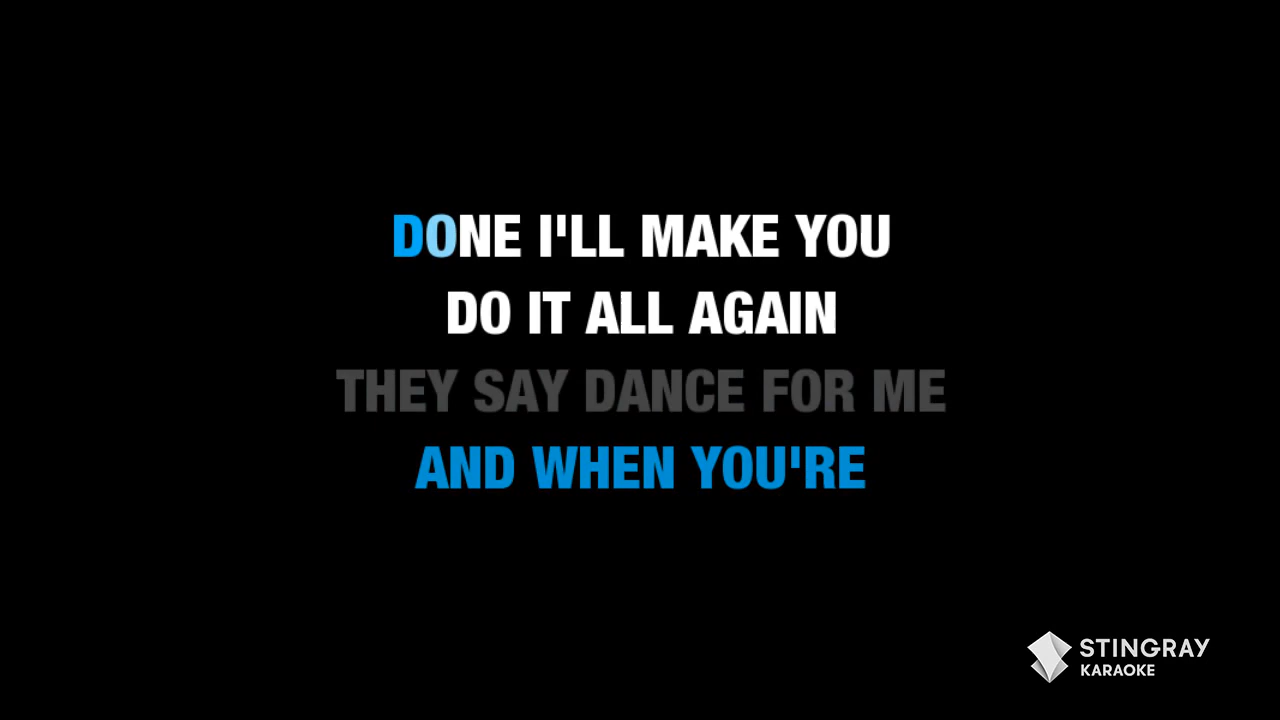 DONE I'LL MAKE YOU
DO IT ALL AGAIN
THEY SAY DANCE FOR ME
AND WHEN YOU'RE
STINGRAY
KARAOKE